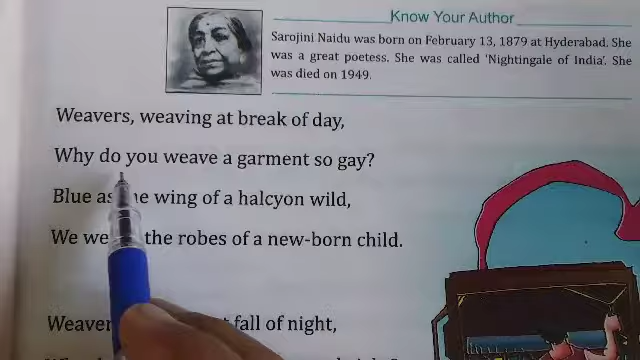 Know Your Author
Sarojini Naidu was born on February 13, 1879 at Hyderabad. She
was a great poetess. She was called 'Nightingale of India'. She
was died on 1949.
Weavers, weaving at break of day,
Why do you weave a garment so gay?
Blue as he wing of a halcyon wild,
We we the robes of a new-born child.
Weaver fall of night,